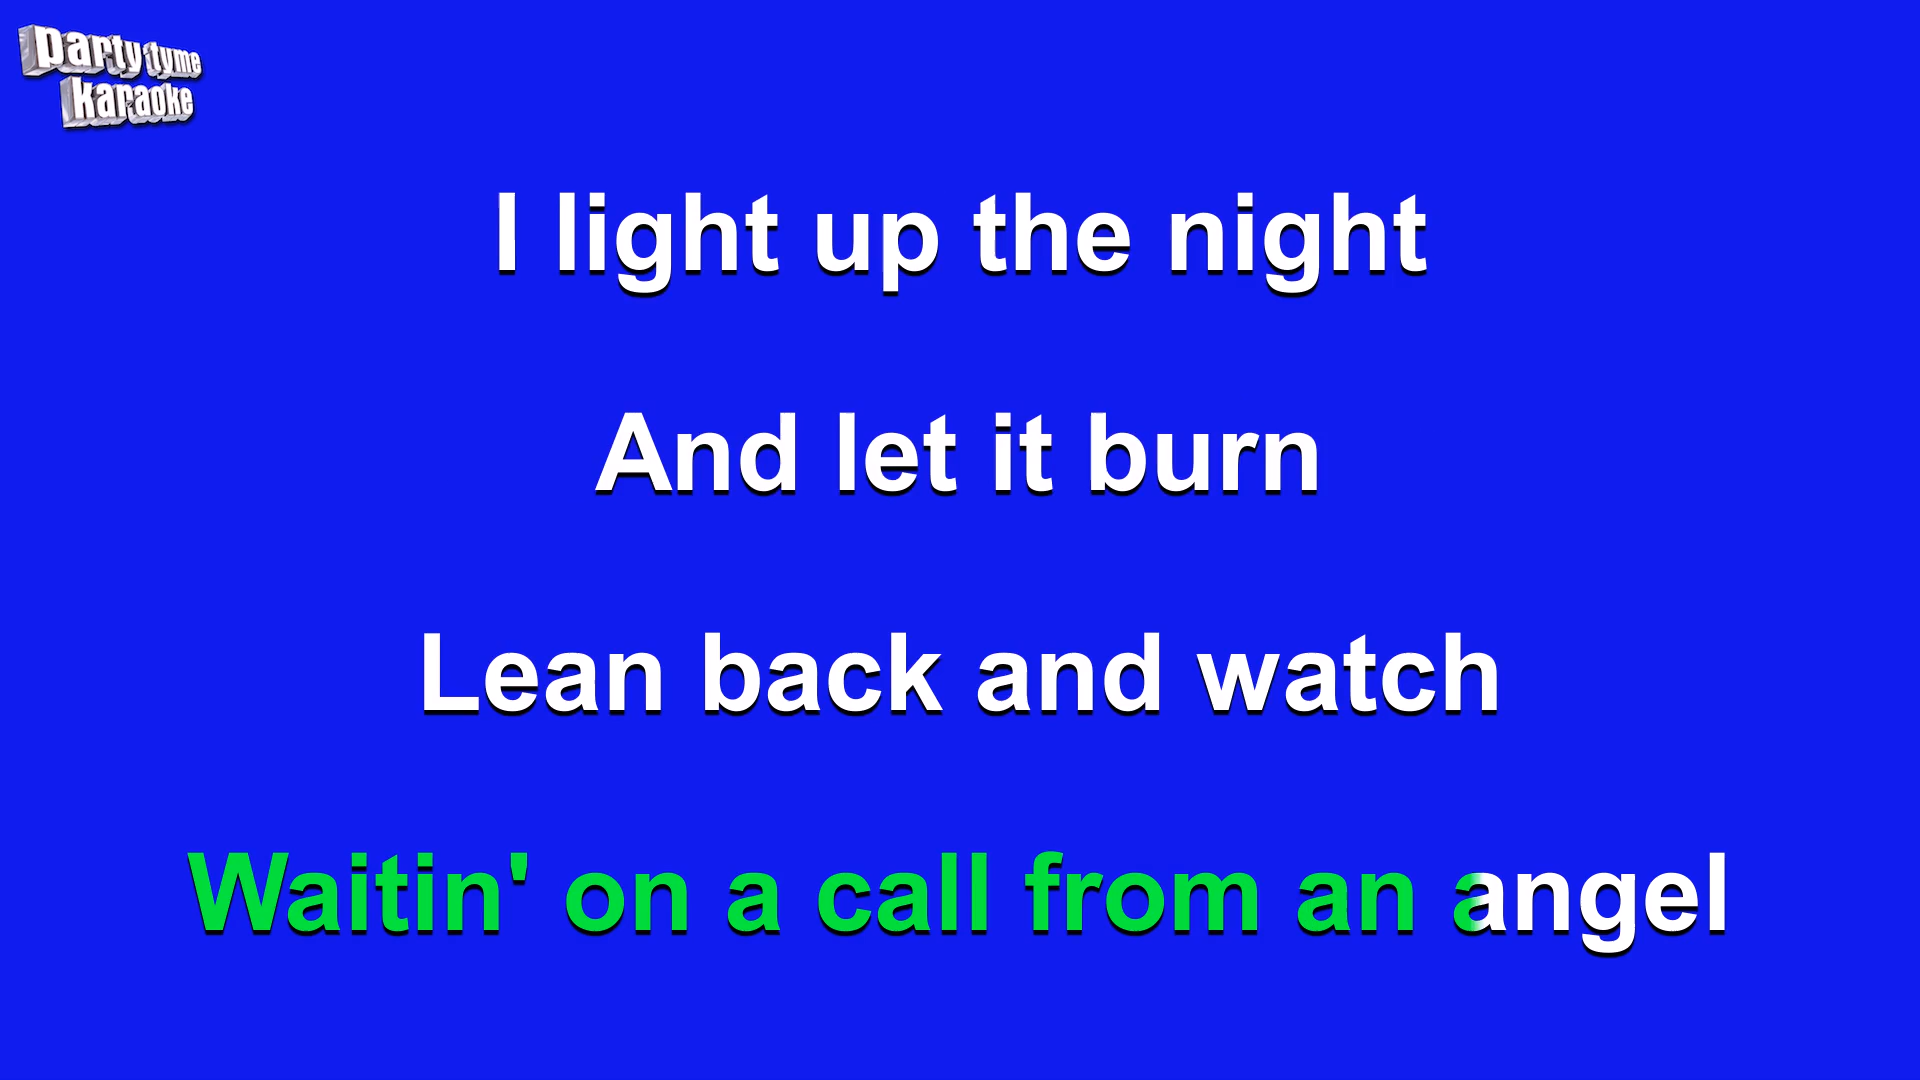 party tyme
karaoke
I light up the night
And let it burn
Lean back and watch
Waitin' on a call from an angel